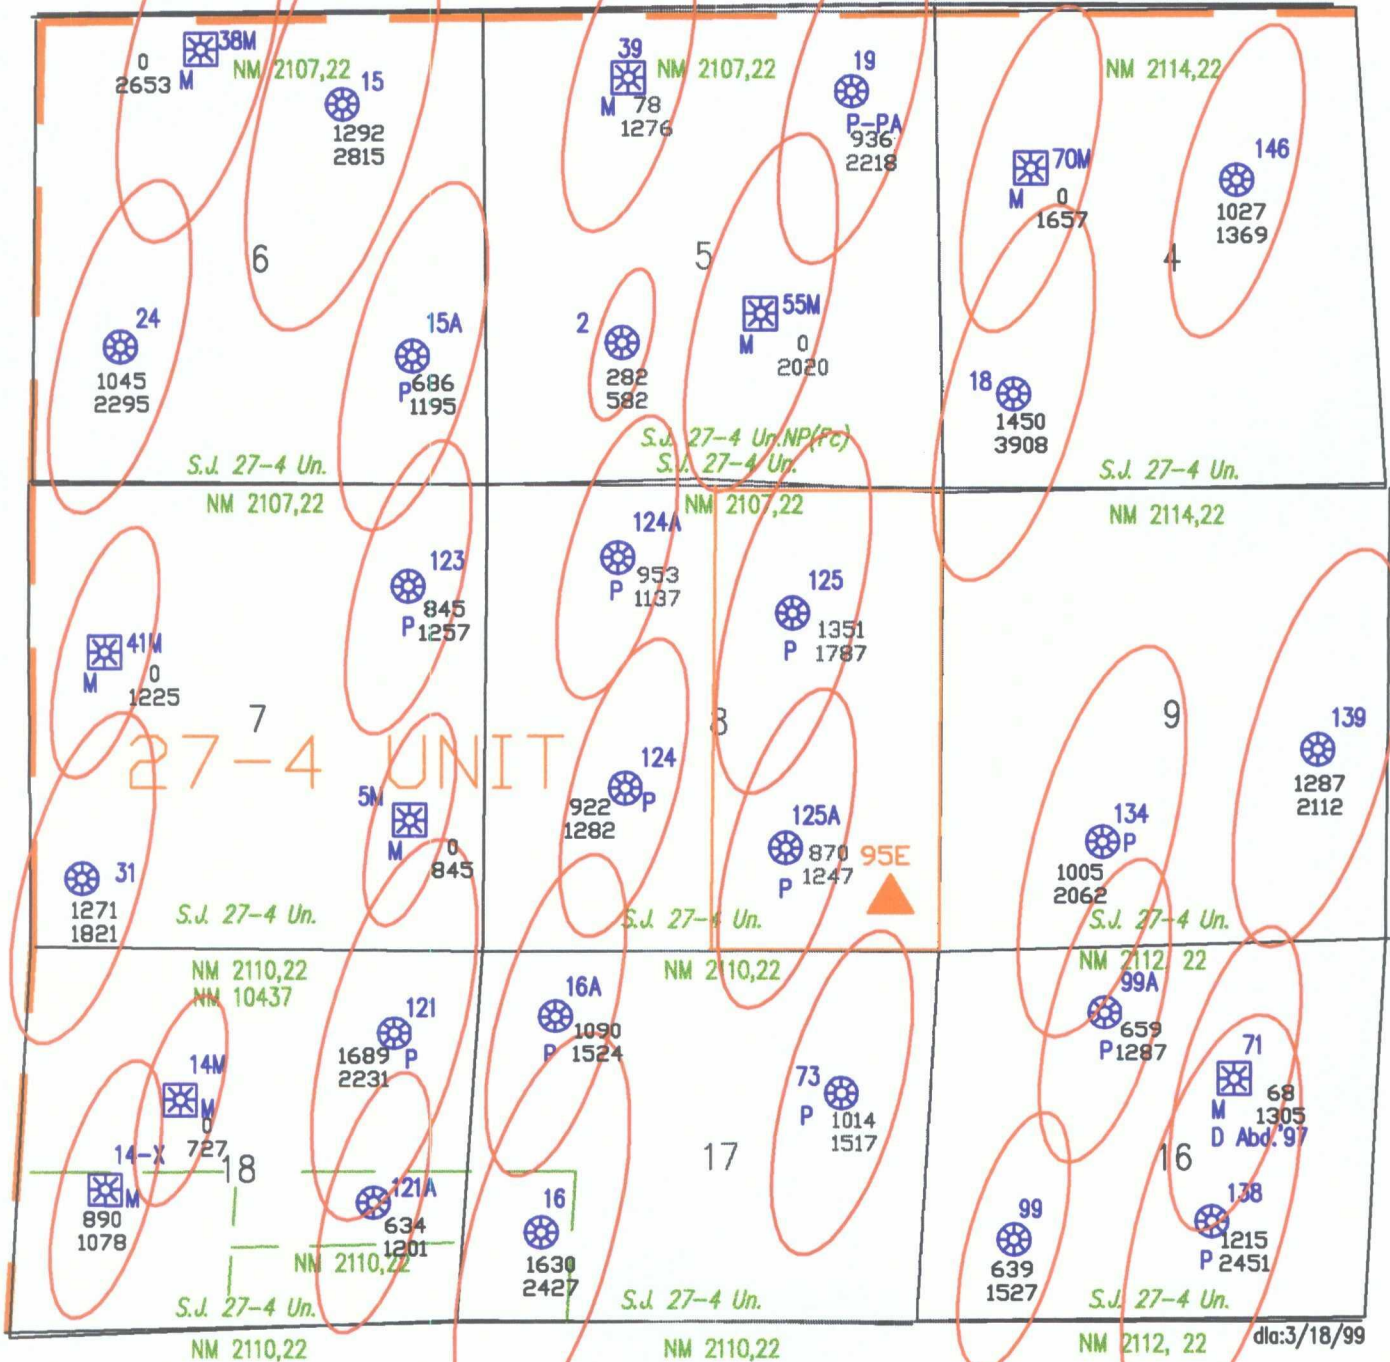 38M
0
2653
M
NM 2107,22
15
1292
2815
39
M
78
1276
NM 2107,22
19
P-PA
936
2218
NM 2114,22
70M
M
0
1657
146
1027
1369
6
5
4
24
1045
2295
15A
P 686
1195
2
282
582
55M
M
0
2020
18
1450
3908
S.J. 27-4 Un.
S.J. 27-4 Un.NP(Fc)
S.J. 27-4 Un.
S.J. 27-4 Un.
NM 2107,22
NM 2107,22
NM 2114,22
123
P 845
1257
124A
P
953
1137
125
P
1351
1787
41M
M
0
1225
7
8
9
139
1287
2112
27-4 UNIT
5M
M
0
845
124
P
922
1282
125A
P
870
1247
95E
134
P
1005
2062
31
1271
1821
S.J. 27-4 Un.
S.J. 27-4 Un.
S.J. 27-4 Un.
NM 2110,22
NM 10437
NM 2110,22
NM 2112, 22
121
P
1689
2231
16A
P
1090
1524
73
P
1014
1517
99A
P
659
1287
71
M
68
1305
D Abd.'97
14M
M
0
727
14-X
M
890
1078
18
17
16
121A
634
1201
16
1630
2427
99
639
1527
138
P
1215
2451
NM 2110,22
S.J. 27-4 Un.
S.J. 27-4 Un.
S.J. 27-4 Un.
NM 2110,22
NM 2110,22
NM 2112, 22
dla:3/18/99